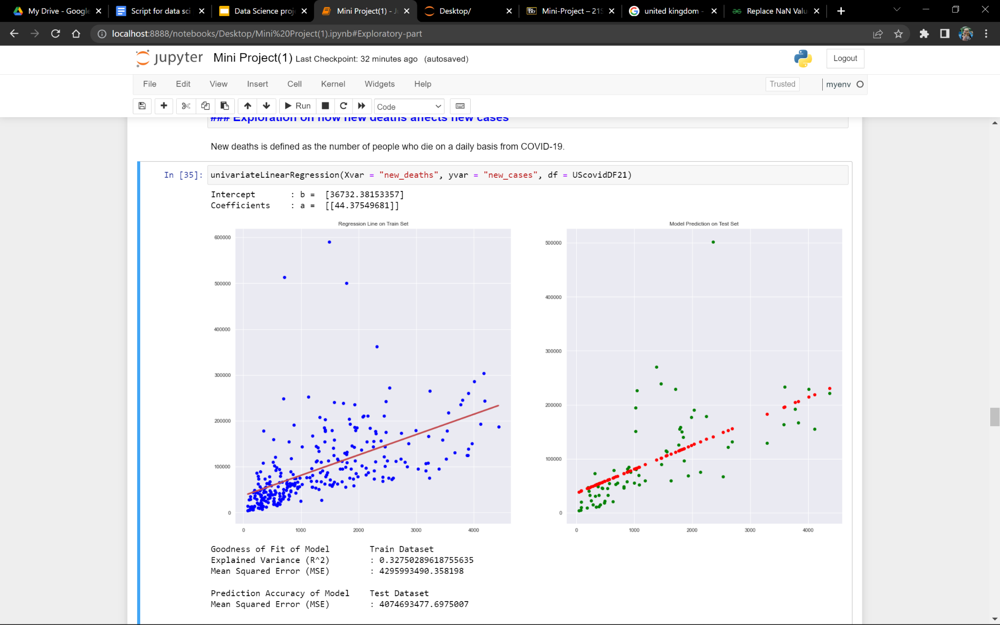 My Drive - Google
Script for data sci
Data Science proj
Mini Project(1) - J
Desktop/
Mini-Project – 21S
united kingdom -
Replace NaN Valu
localhost:8888/notebooks/Desktop/Mini%20Project(1).ipynb#Exploratory-part
jupyter Mini Project(1) Last Checkpoint: 32 minutes ago (autosaved)
Logout
File Edit View Insert Cell Kernel Widgets Help
Trusted
myenv
Run
Code
### Exploration on how new deaths affects new cases
New deaths is defined as the number of people who die on a daily basis from COVID-19.
In [35]: univariateLinearRegression(Xvar = "new_deaths", yvar = "new_cases", df = UScovidDF21)
Intercept : b = [36732.38153357]
Coefficients : a = [[44.37549681]]
Regression Line on Train Set
600000
500000
400000
300000
200000
100000
0
0 1000 2000 3000 4000
Model Prediction on Test Set
500000
400000
300000
200000
100000
0
0 1000 2000 3000 4000
Goodness of Fit of Model Train Dataset
Explained Variance (R^2) : 0.32750289618755635
Mean Squared Error (MSE) : 4295993490.358198
Prediction Accuracy of Model Test Dataset
Mean Squared Error (MSE) : 4074693477.6975007